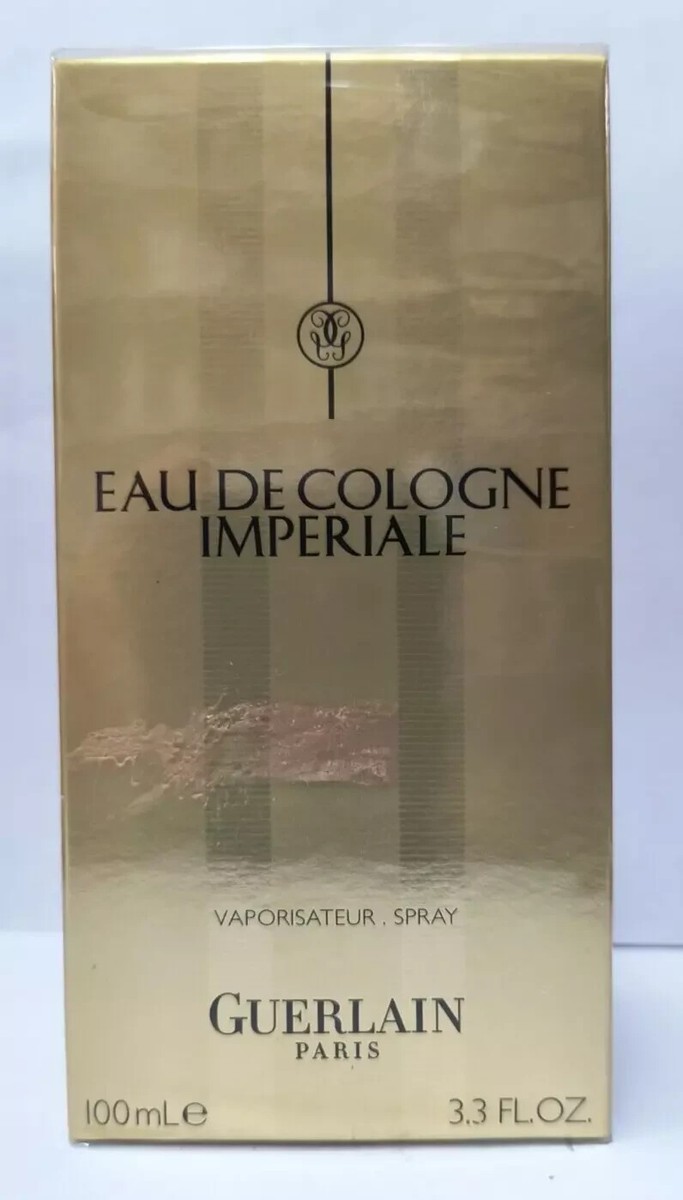 EAU DE COLOGNE
IMPERIALE
VAPORISATEUR . SPRAY
GUERLAIN
PARIS
100 mL e
3.3 FL.OZ.